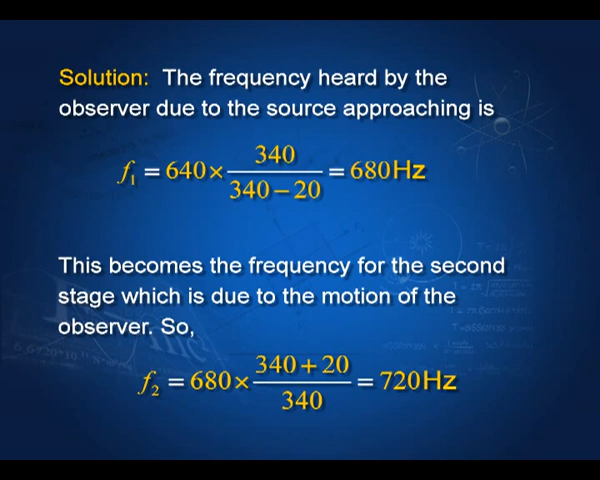 Solution: The frequency heard by the
observer due to the source approaching is
f₁ = 640 × 340/(340 − 20) = 680Hz
This becomes the frequency for the second
stage which is due to the motion of the
observer. So,
f₂ = 680 × (340 + 20)/340 = 720Hz